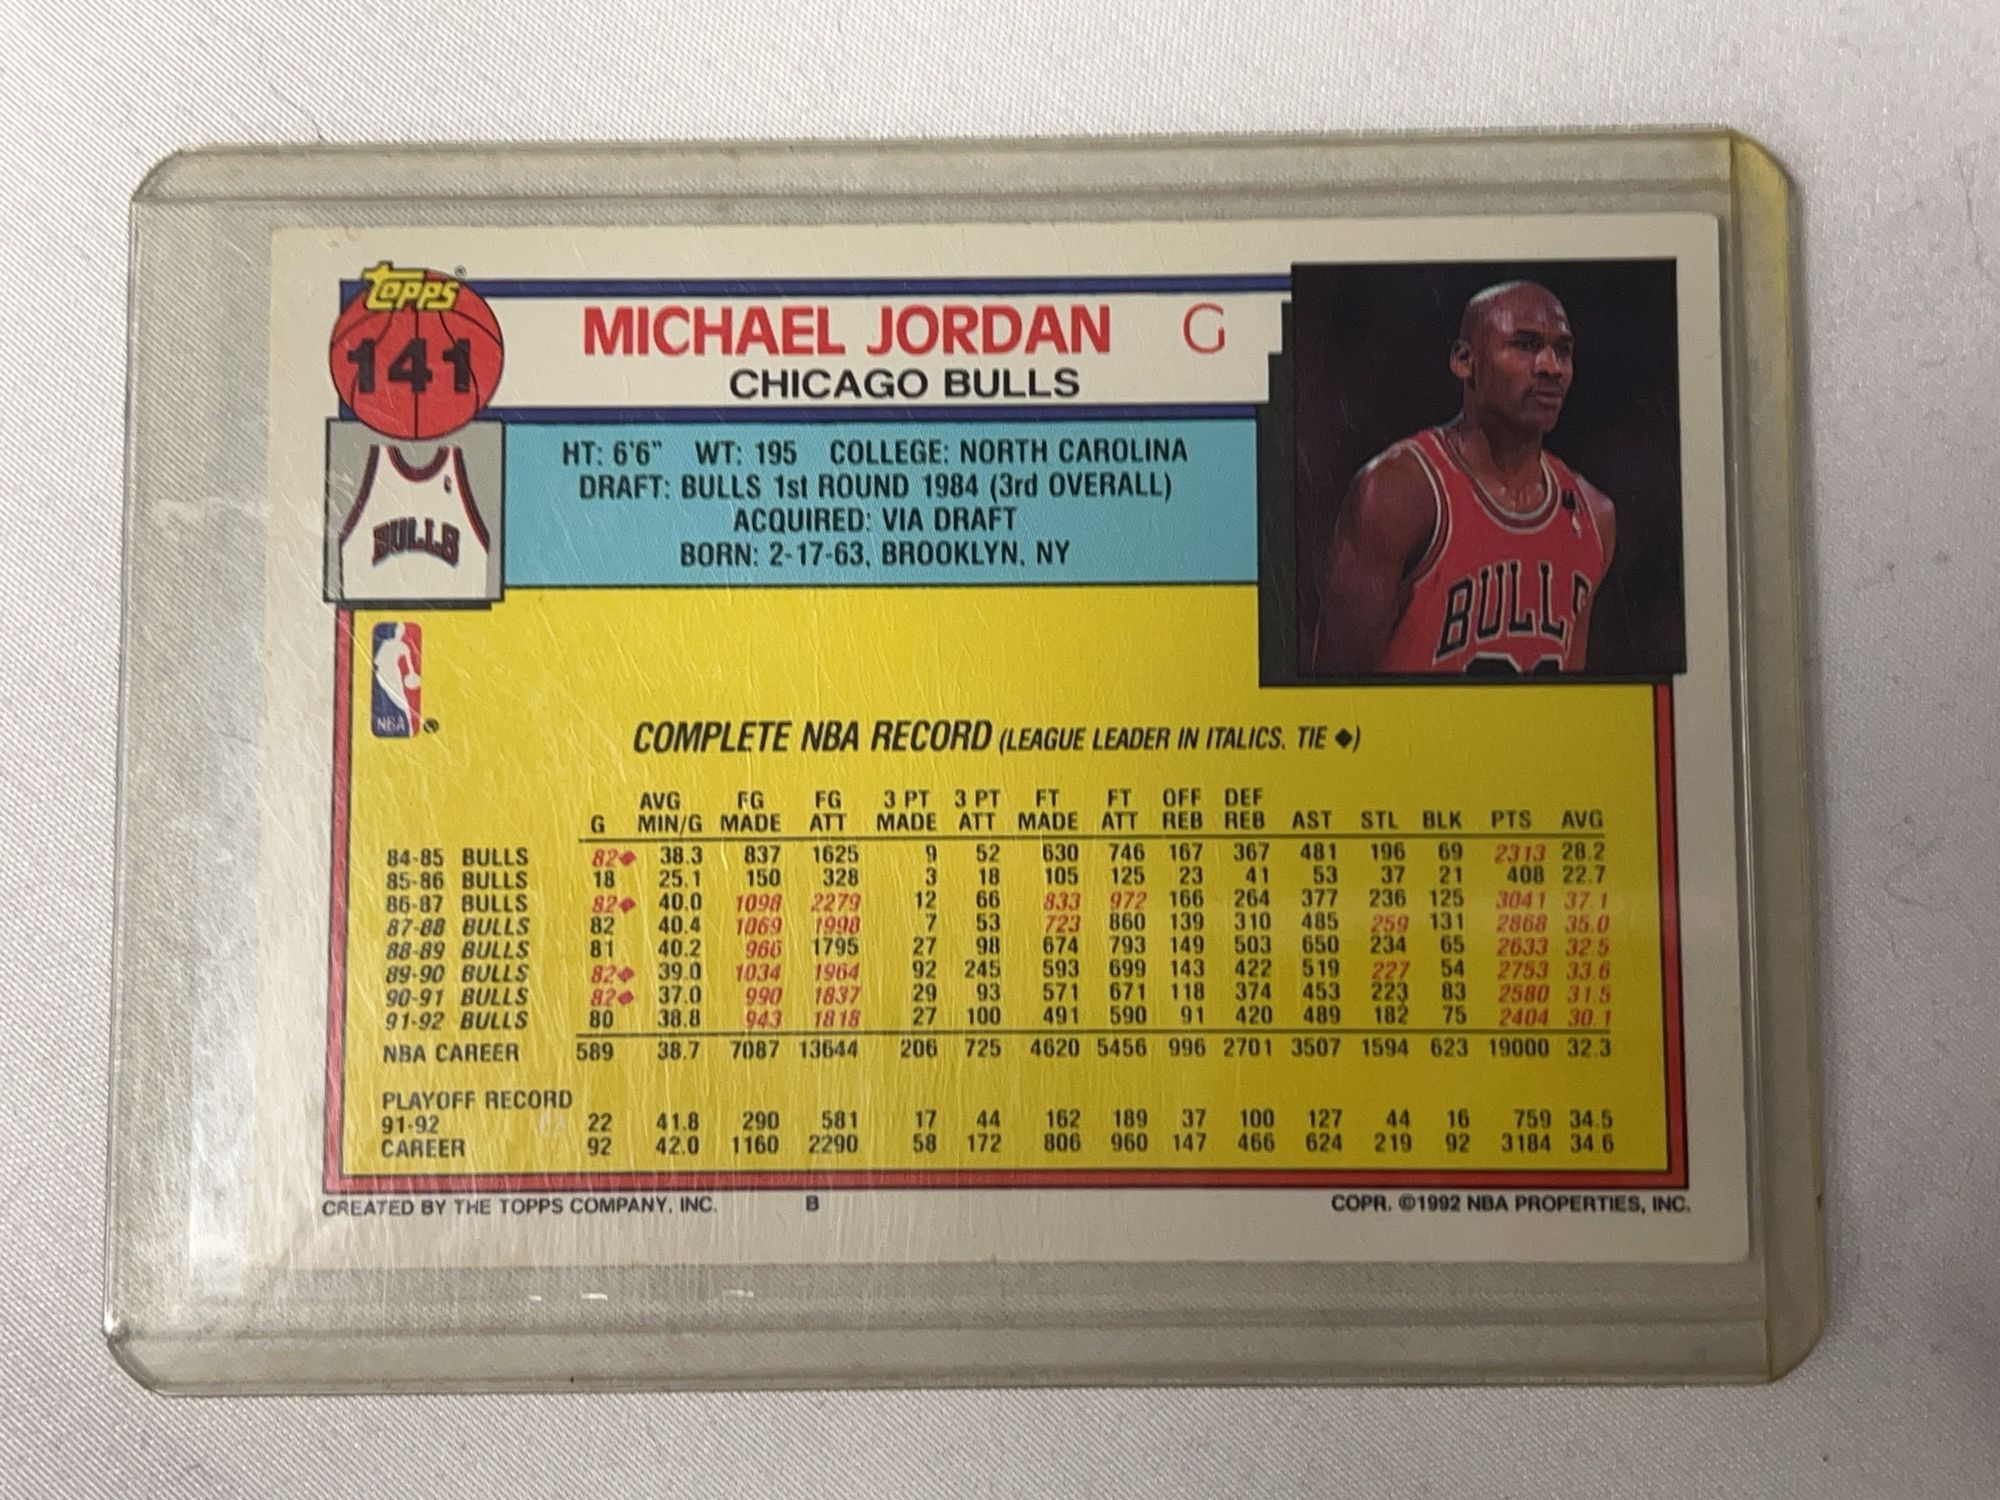 Topps
141
MICHAEL JORDAN G
CHICAGO BULLS
HT: 6'6" WT: 195 COLLEGE: NORTH CAROLINA
DRAFT: BULLS 1st ROUND 1984 (3rd OVERALL)
ACQUIRED: VIA DRAFT
BORN: 2-17-63, BROOKLYN, NY
BULLS
BULLS
NBA ®
COMPLETE NBA RECORD (LEAGUE LEADER IN ITALICS, TIE ◆)
G AVG MIN/G FG MADE FG ATT 3 PT MADE 3 PT ATT FT MADE FT ATT OFF REB DEF REB AST STL BLK PTS AVG
84-85 BULLS 82◆ 38.3 837 1625 9 52 630 746 167 367 481 196 69 2313 28.2
85-86 BULLS 18 25.1 150 328 3 18 105 125 23 41 53 37 21 408 22.7
86-87 BULLS 82◆ 40.0 1098 2279 12 66 833 972 166 264 377 236 125 3041 37.1
87-88 BULLS 82 40.4 1069 1998 7 53 723 860 139 310 485 259 131 2868 35.0
88-89 BULLS 81 40.2 966 1795 27 98 674 793 149 503 650 234 65 2633 32.5
89-90 BULLS 82◆ 39.0 1034 1964 92 245 593 699 143 422 519 227 54 2753 33.6
90-91 BULLS 82◆ 37.0 990 1837 29 93 571 671 118 374 453 223 83 2580 31.5
91-92 BULLS 80 38.8 943 1818 27 100 491 590 91 420 489 182 75 2404 30.1
NBA CAREER 589 38.7 7087 13644 206 725 4620 5456 996 2701 3507 1594 623 19000 32.3
PLAYOFF RECORD
91-92 22 41.8 290 581 17 44 162 189 37 100 127 44 16 759 34.5
CAREER 92 42.0 1160 2290 58 172 806 960 147 466 624 219 92 3184 34.6
CREATED BY THE TOPPS COMPANY, INC. B COPR. ©1992 NBA PROPERTIES, INC.